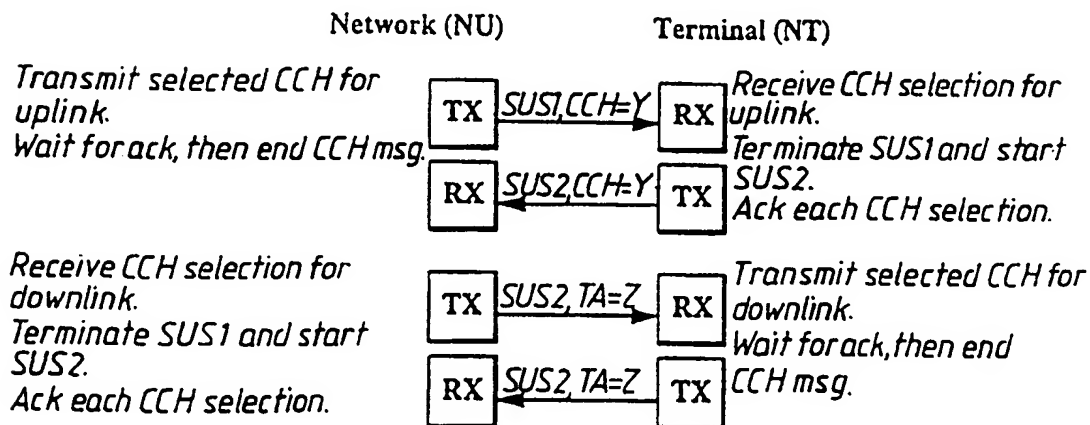 Network (NU)
Terminal (NT)
Transmit selected CCH for
uplink.
Wait for ack, then end CCH msg.
TX
SUS1,CCH=Y
RX
Receive CCH selection for
uplink.
Terminate SUS1 and start
SUS2.
Ack each CCH selection.
RX
SUS2,CCH=Y
TX
Receive CCH selection for
downlink.
Terminate SUS1 and start
SUS2.
Ack each CCH selection.
TX
SUS2, TA=Z
RX
Transmit selected CCH for
downlink.
Wait for ack, then end
CCH msg.
RX
SUS2, TA=Z
TX